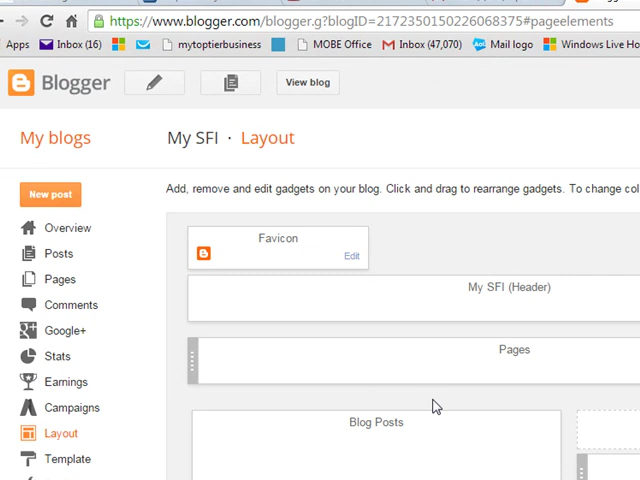 https://www.blogger.com/blogger.g?blogID=2172350150226068375#pageelements
Apps Inbox (16) mytoptierbusiness MOBE Office Inbox (47,070) Mail logo Windows Live Ho
Blogger View blog
My blogs My SFI · Layout
New post
Add, remove and edit gadgets on your blog. Click and drag to rearrange gadgets. To change col
Overview
Posts
Pages
Comments
Google+
Stats
Earnings
Campaigns
Layout
Template
Favicon
Edit
My SFI (Header)
Pages
Blog Posts